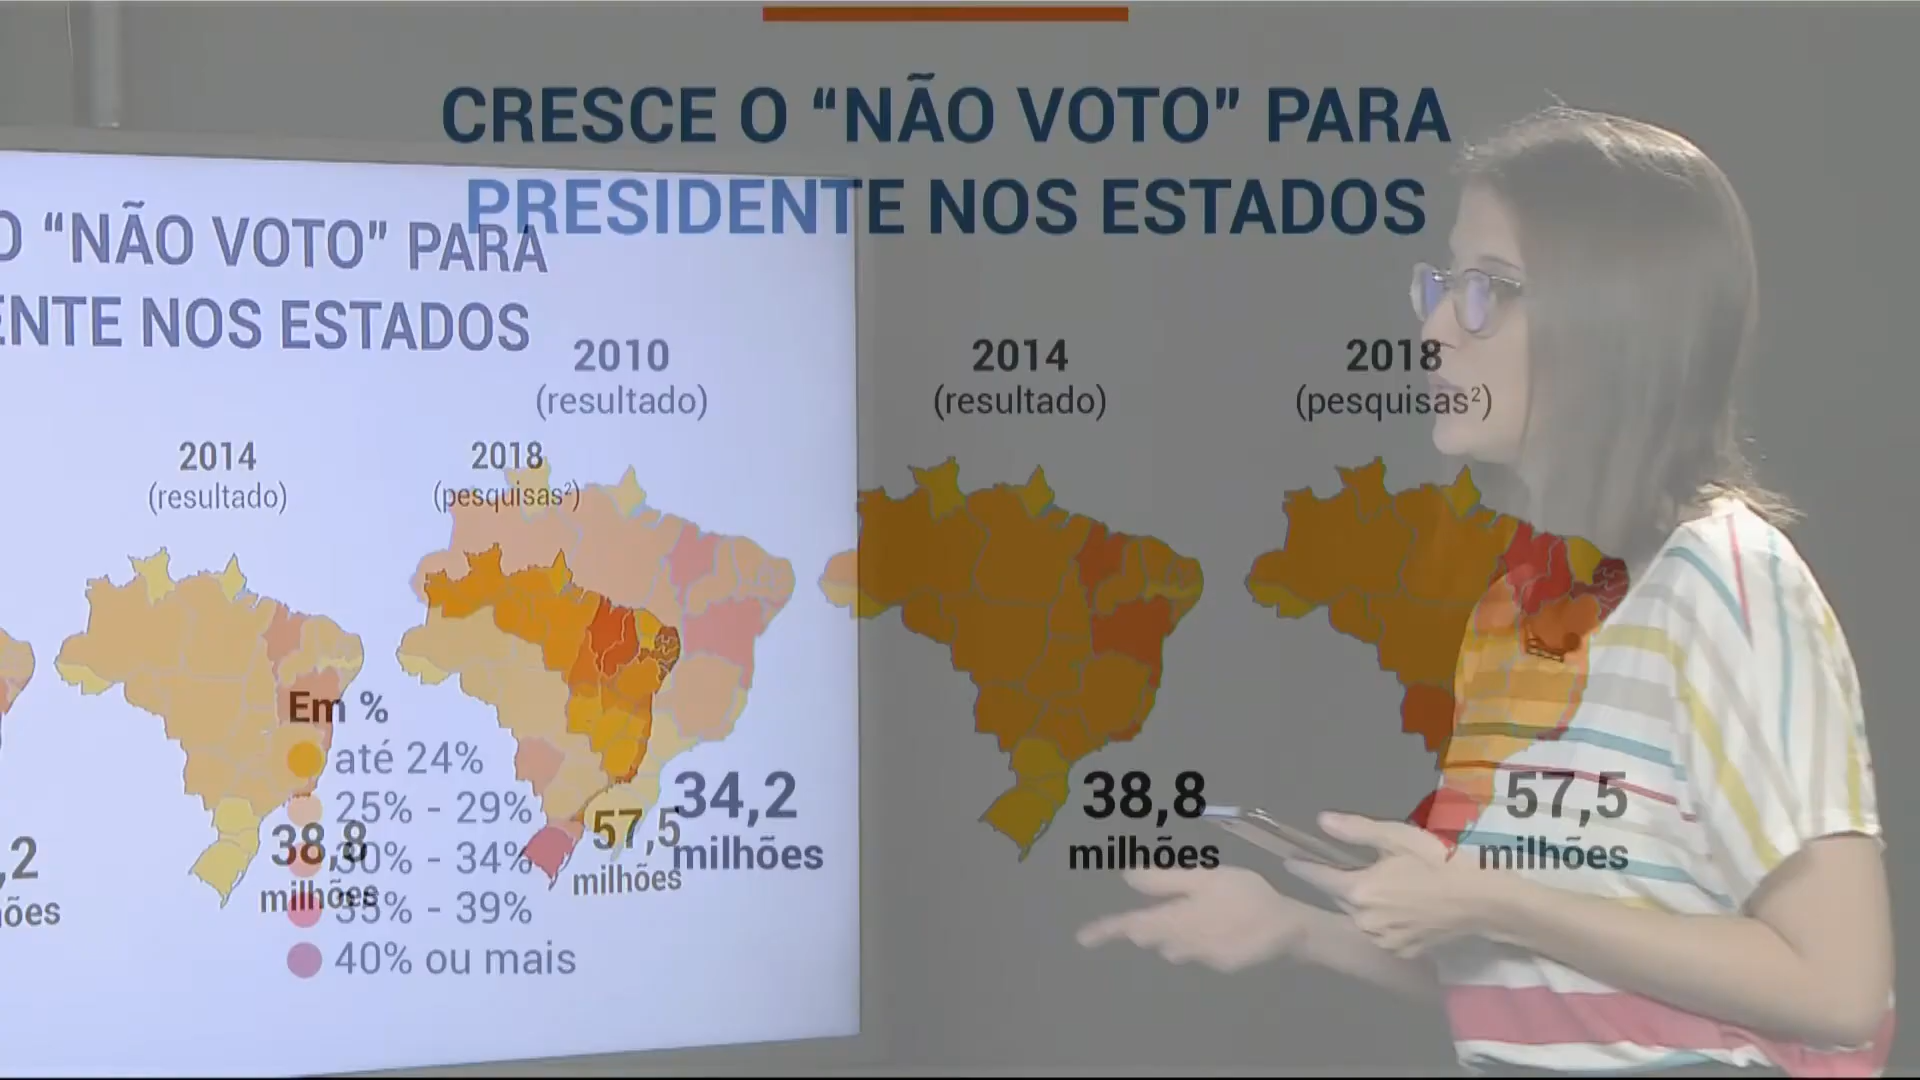 CRESCE O “NÃO VOTO” PARA
PRESIDENTE NOS ESTADOS
O “NÃO VOTO” PARA
ENTE NOS ESTADOS
2010
(resultado)
2014
(resultado)
2018
(pesquisas²)
2014
(resultado)
2018
(pesquisas²)
Em %
até 24%
25% - 29%
30% - 34%
35% - 39%
40% ou mais
34,2
milhões
38,8
milhões
57,5
milhões
,2
ões
38,8
milhões
57,5
milhões